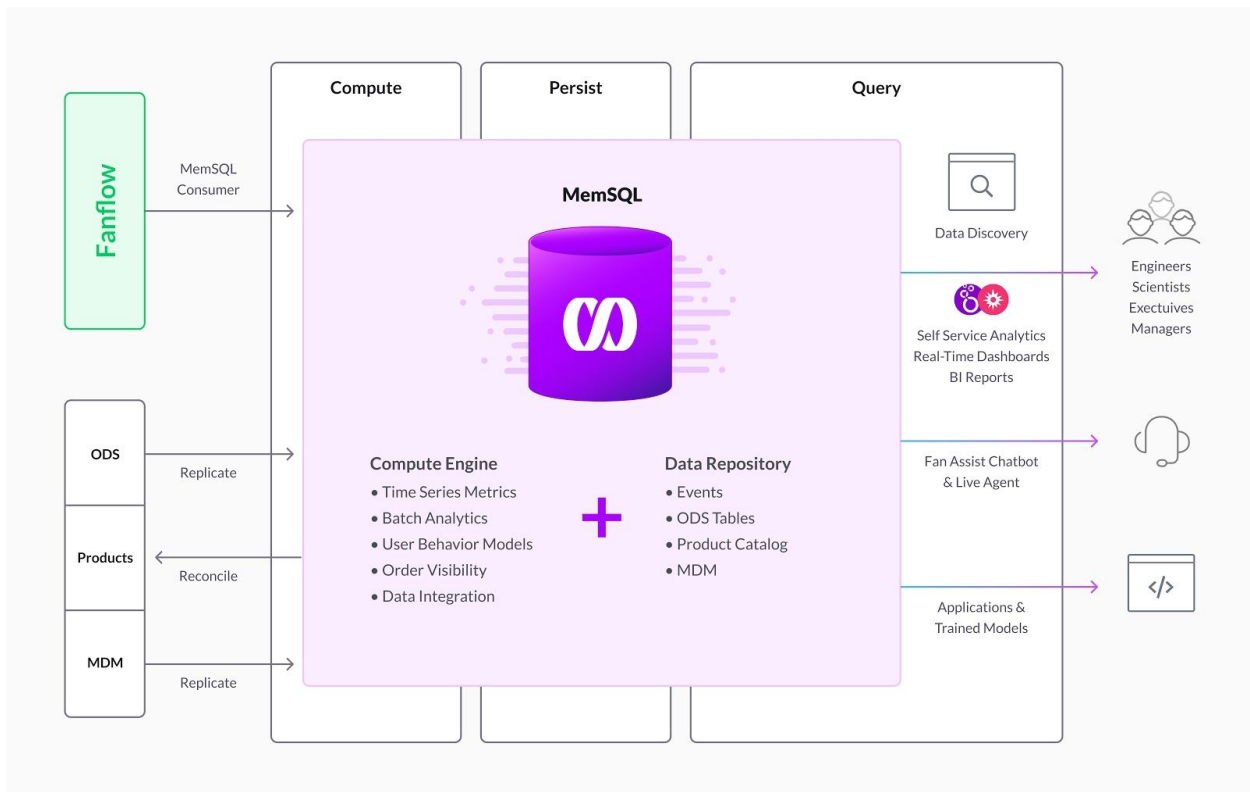 Compute
Persist
Query
Fanflow
MemSQL
Consumer
MemSQL
Data Discovery
Engineers
Scientists
Exectuives
Managers
Self Service Analytics
Real-Time Dashboards
BI Reports
ODS
Replicate
Products
Reconcile
MDM
Replicate
Compute Engine
• Time Series Metrics
• Batch Analytics
• User Behavior Models
• Order Visibility
• Data Integration
+
Data Repository
• Events
• ODS Tables
• Product Catalog
• MDM
Fan Assist Chatbot
& Live Agent
Applications &
Trained Models
</>